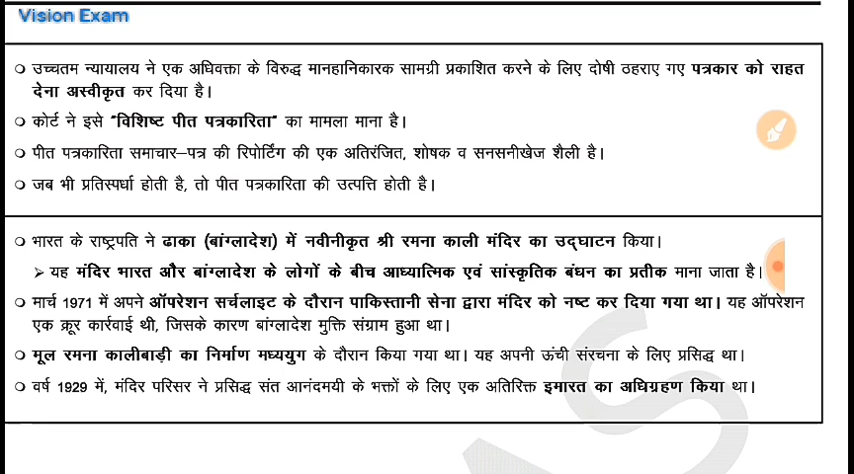 Vision Exam
○ उच्चतम न्यायालय ने एक अधिवक्ता के विरुद्ध मानहानिकारक सामग्री प्रकाशित करने के लिए दोषी ठहराए गए पत्रकार को राहत
देना अस्वीकृत कर दिया है।
○ कोर्ट ने इसे "विशिष्ट पीत पत्रकारिता" का मामला माना है।
○ पीत पत्रकारिता समाचार–पत्र की रिपोर्टिंग की एक अतिरंजित, शोषक व सनसनीखेज शैली है।
○ जब भी प्रतिस्पर्धा होती है, तो पीत पत्रकारिता की उत्पत्ति होती है।
○ भारत के राष्ट्रपति ने ढाका (बांग्लादेश) में नवीनीकृत श्री रमना काली मंदिर का उद्घाटन किया।
➢ यह मंदिर भारत और बांग्लादेश के लोगों के बीच आध्यात्मिक एवं सांस्कृतिक बंधन का प्रतीक माना जाता है।
○ मार्च 1971 में अपने ऑपरेशन सर्चलाइट के दौरान पाकिस्तानी सेना द्वारा मंदिर को नष्ट कर दिया गया था। यह ऑपरेशन
एक क्रूर कार्रवाई थी, जिसके कारण बांग्लादेश मुक्ति संग्राम हुआ था।
○ मूल रमना कालीबाड़ी का निर्माण मध्ययुग के दौरान किया गया था। यह अपनी ऊंची संरचना के लिए प्रसिद्ध था।
○ वर्ष 1929 में, मंदिर परिसर ने प्रसिद्ध संत आनंदमयी के भक्तों के लिए एक अतिरिक्त इमारत का अधिग्रहण किया था।